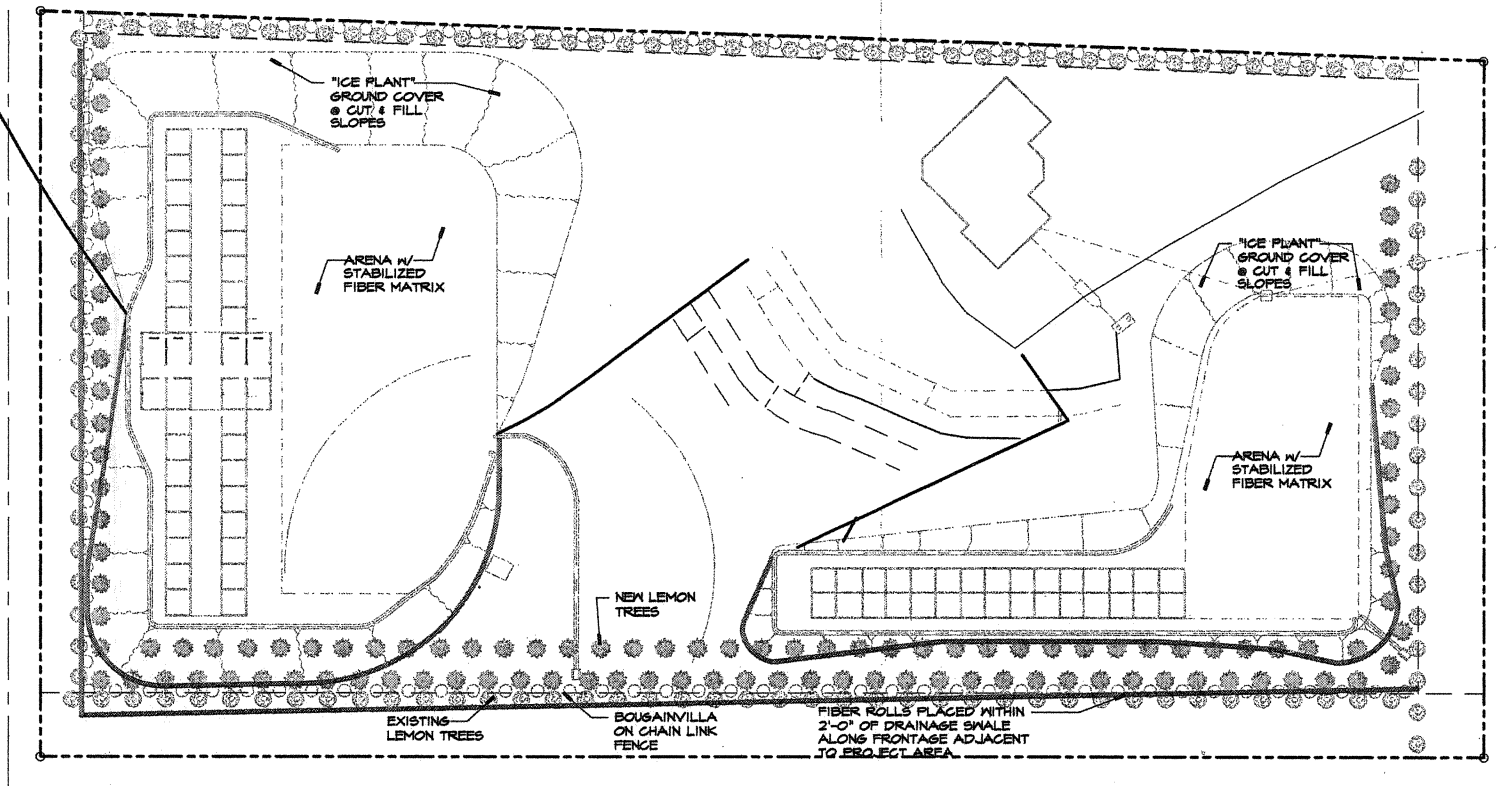 "ICE PLANT"
GROUND COVER
@ CUT & FILL
SLOPES
ARENA W/
STABILIZED
FIBER MATRIX
"ICE PLANT"
GROUND COVER
@ CUT & FILL
SLOPES
ARENA W/
STABILIZED
FIBER MATRIX
NEW LEMON
TREES
EXISTING
LEMON TREES
BOUGAINVILLA
ON CHAIN LINK
FENCE
FIBER ROLLS PLACED WITHIN
2'-0" OF DRAINAGE SWALE
ALONG FRONTAGE ADJACENT
TO PROJECT AREA